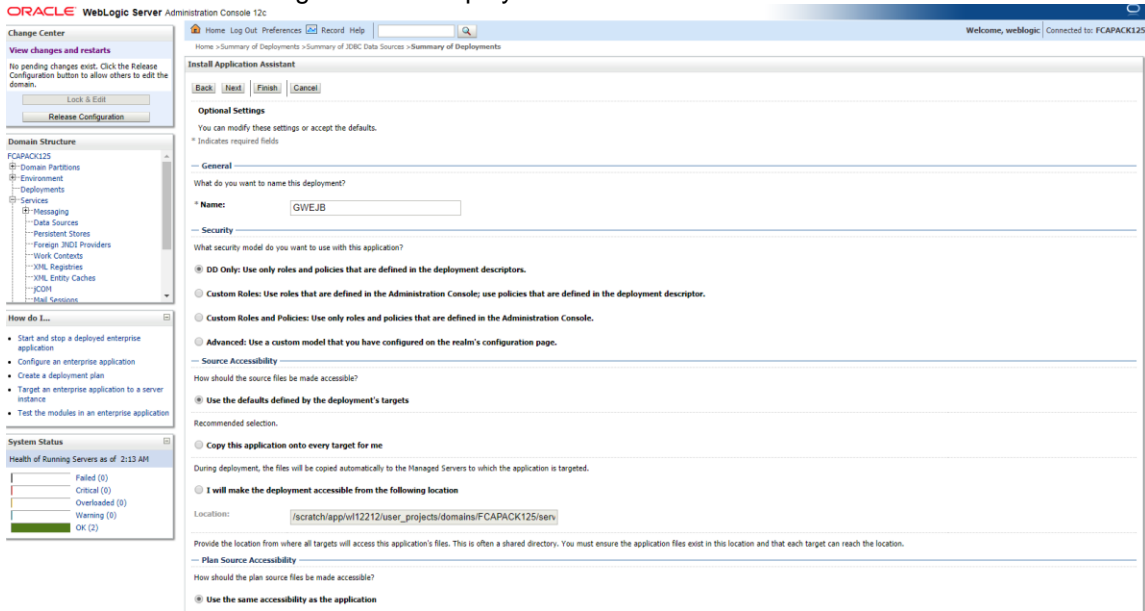 ORACLE WebLogic Server Administration Console 12c
Change Center
View changes and restarts
No pending changes exist. Click the Release
Configuration button to allow others to edit the
domain.
Lock & Edit
Release Configuration
Domain Structure
FCAPACK125
Domain Partitions
Environment
Deployments
Services
Messaging
Data Sources
Persistent Stores
Foreign JNDI Providers
Work Contexts
XML Registries
XML Entity Caches
jCOM
Mail Sessions
How do I...
Start and stop a deployed enterprise
application
Configure an enterprise application
Create a deployment plan
Target an enterprise application to a server
instance
Test the modules in an enterprise application
System Status
Health of Running Servers as of 2:13 AM
Failed (0)
Critical (0)
Overloaded (0)
Warning (0)
OK (2)
Home Log Out Preferences Record Help
Welcome, weblogic Connected to: FCAPACK125
Home >Summary of Deployments >Summary of JDBC Data Sources >Summary of Deployments
Install Application Assistant
Back Next Finish Cancel
Optional Settings
You can modify these settings or accept the defaults.
* Indicates required fields
General
What do you want to name this deployment?
* Name: GWEJB
Security
What security model do you want to use with this application?
DD Only: Use only roles and policies that are defined in the deployment descriptors.
Custom Roles: Use roles that are defined in the Administration Console; use policies that are defined in the deployment descriptor.
Custom Roles and Policies: Use only roles and policies that are defined in the Administration Console.
Advanced: Use a custom model that you have configured on the realm's configuration page.
Source Accessibility
How should the source files be made accessible?
Use the defaults defined by the deployment's targets
Recommended selection.
Copy this application onto every target for me
During deployment, the files will be copied automatically to the Managed Servers to which the application is targeted.
I will make the deployment accessible from the following location
Location: /scratch/app/wl12212/user_projects/domains/FCAPACK125/serv
Provide the location from where all targets will access this application's files. This is often a shared directory. You must ensure the application files exist in this location and that each target can reach the location.
Plan Source Accessibility
How should the plan source files be made accessible?
Use the same accessibility as the application